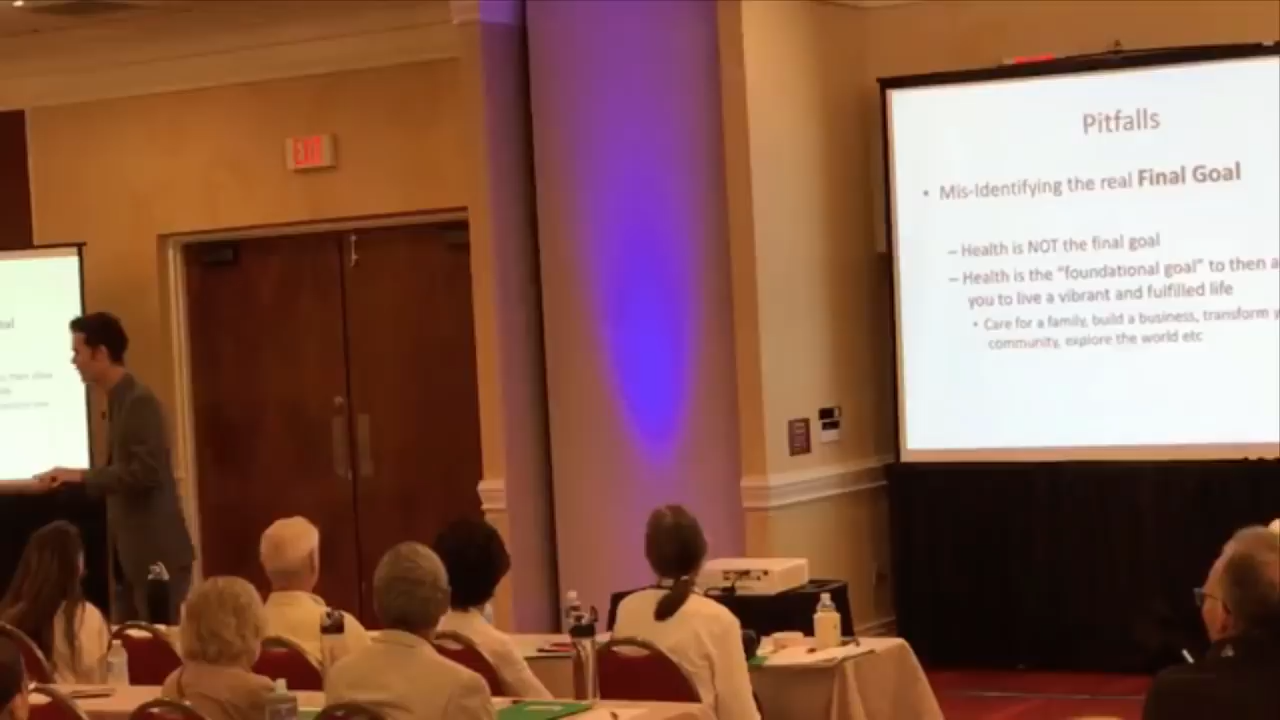 EXIT
Pitfalls
• Mis-Identifying the real Final Goal
– Health is NOT the final goal
– Health is the "foundational goal" to then a
you to live a vibrant and fulfilled life
• Care for a family, build a business, transform
community, explore the world etc